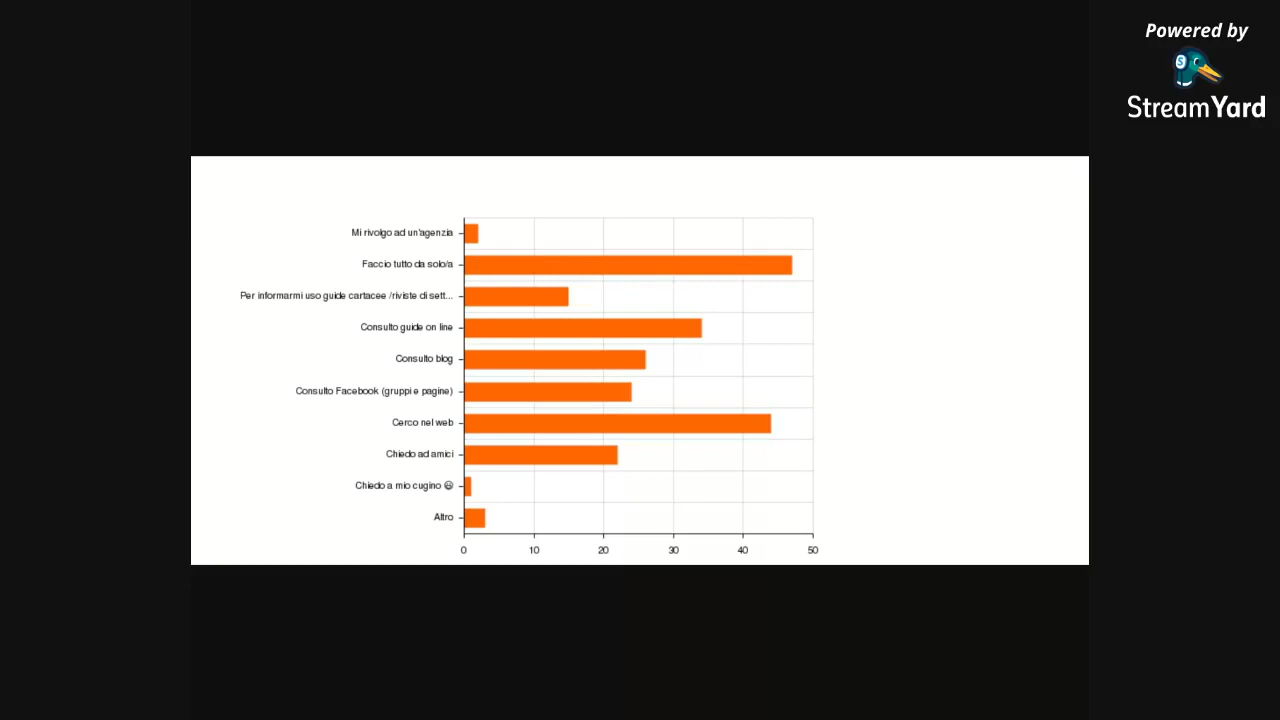 Powered by
StreamYard
Mi rivolgo ad un'agenzia
Faccio tutto da solo/a
Per informarmi uso guide cartacee /riviste di sett...
Consulto guide on line
Consulto blog
Consulto Facebook (gruppi e pagine)
Cerco nel web
Chiedo ad amici
Chiedo a mio cugino 😃
Altro
0 10 20 30 40 50